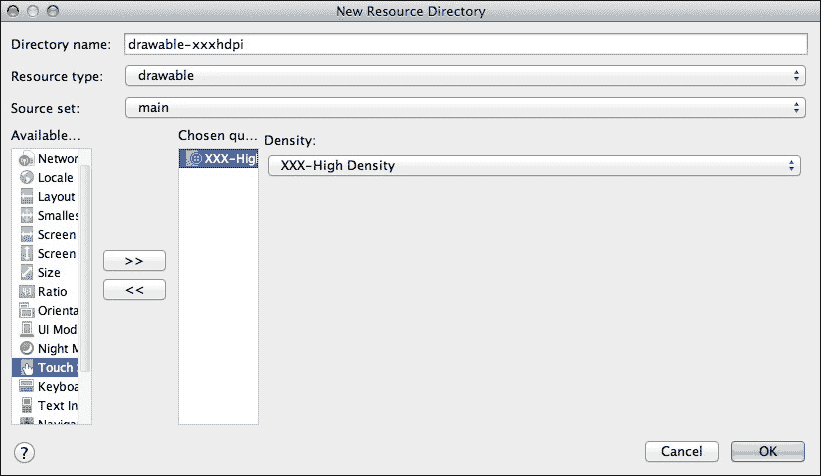 New Resource Directory
Directory name: drawable-xxxhdpi
Resource type: drawable
Source set: main
Available...
Chosen qu...
Density:
Networ
XXX-Hig
XXX-High Density
Locale
Layout
Smalles
Screen
Screen
Size
>>
Ratio
<<
Orienta
UI Mod
Night M
Touch
Keyboa
Text In
Naviga
?
Cancel
OK